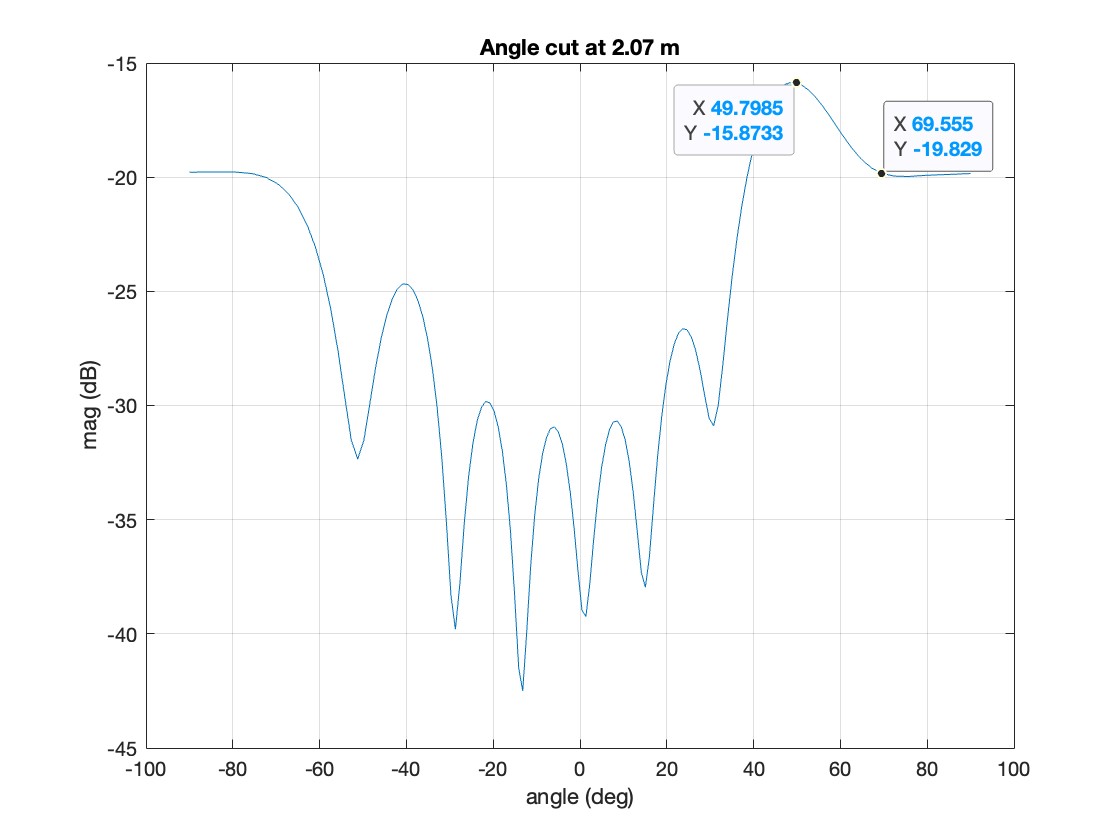 Angle cut at 2.07 m
-15
X 49.7985
Y -15.8733
X 69.555
Y -19.829
-20
-25
-30
-35
-40
-45
mag (dB)
-100 -80 -60 -40 -20 0 20 40 60 80 100
angle (deg)